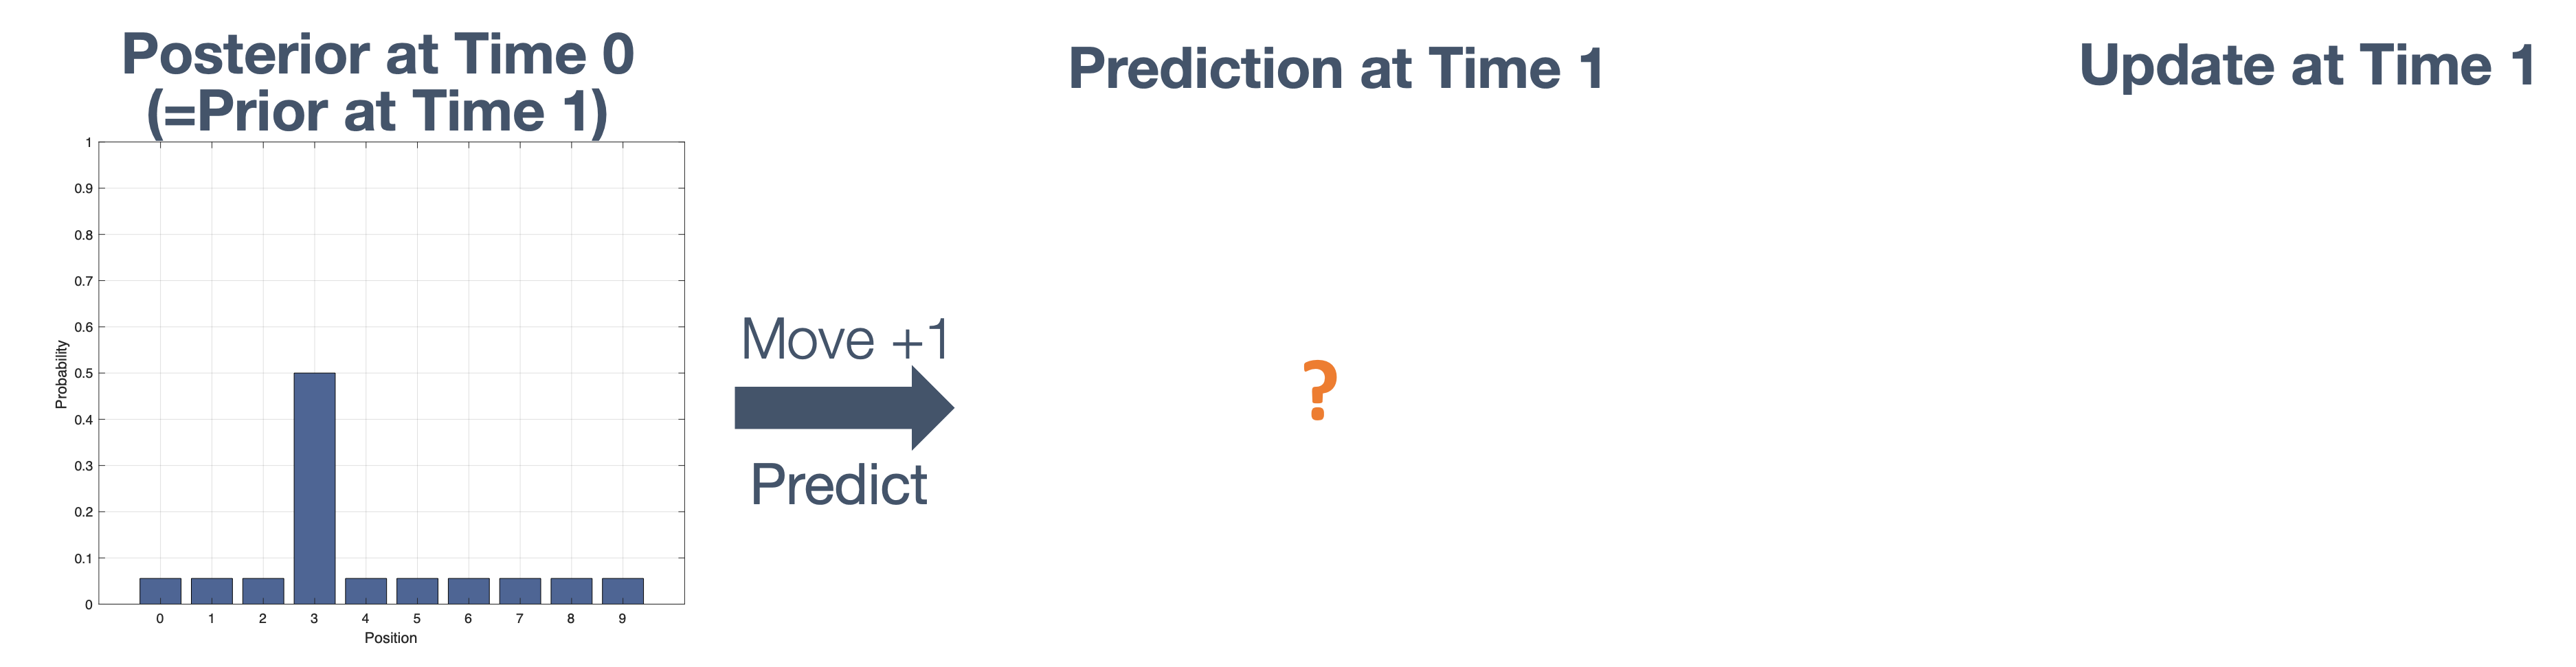 Posterior at Time 0
(=Prior at Time 1)
Prediction at Time 1
Update at Time 1
1
0.9
0.8
0.7
0.6
0.5
0.4
0.3
0.2
0.1
0
Probability
0 1 2 3 4 5 6 7 8 9
Position
Move +1
Predict
?